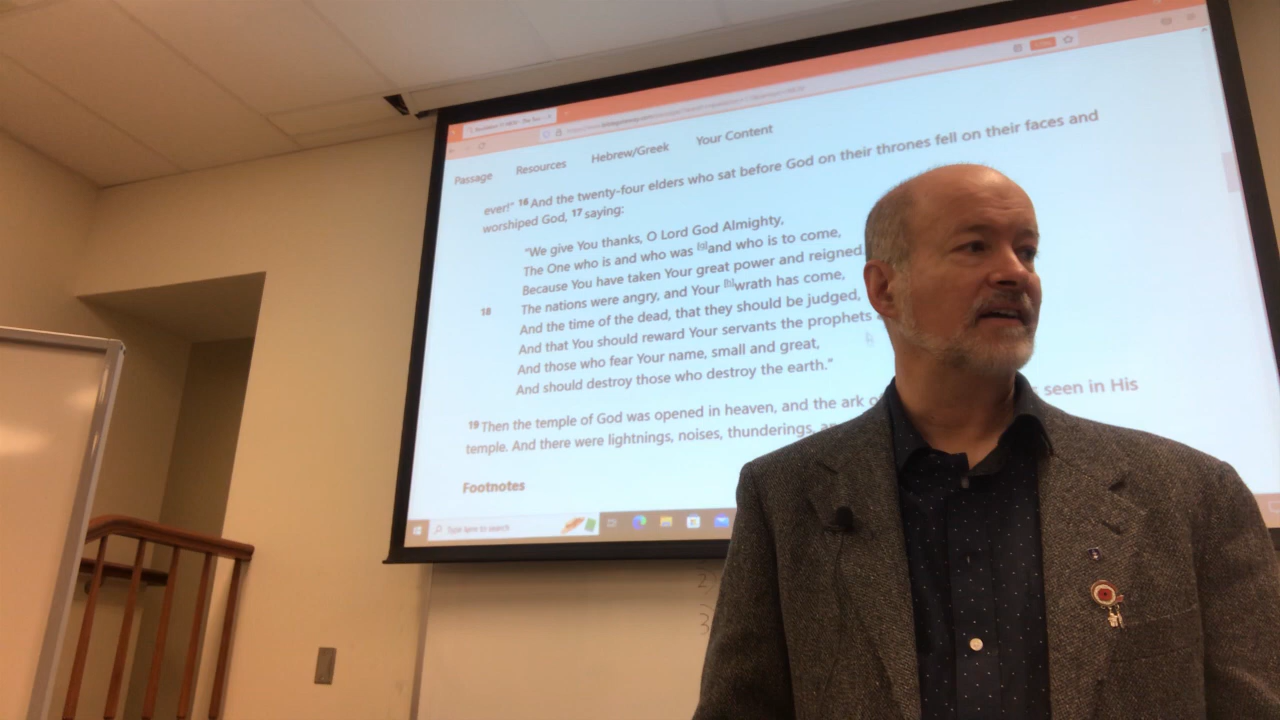 Passage Resources Hebrew/Greek Your Content
ever!" 16 And the twenty-four elders who sat before God on their thrones fell on their faces and
worshiped God, 17 saying:
"We give You thanks, O Lord God Almighty,
The One who is and who was [g]and who is to come,
Because You have taken Your great power and reigned.
18 The nations were angry, and Your [h]wrath has come,
And the time of the dead, that they should be judged,
And that You should reward Your servants the prophets
And those who fear Your name, small and great,
And should destroy those who destroy the earth."
19 Then the temple of God was opened in heaven, and the ark seen in His
temple. And there were lightnings, noises, thunderings,
Footnotes
Type here to search
2)
3